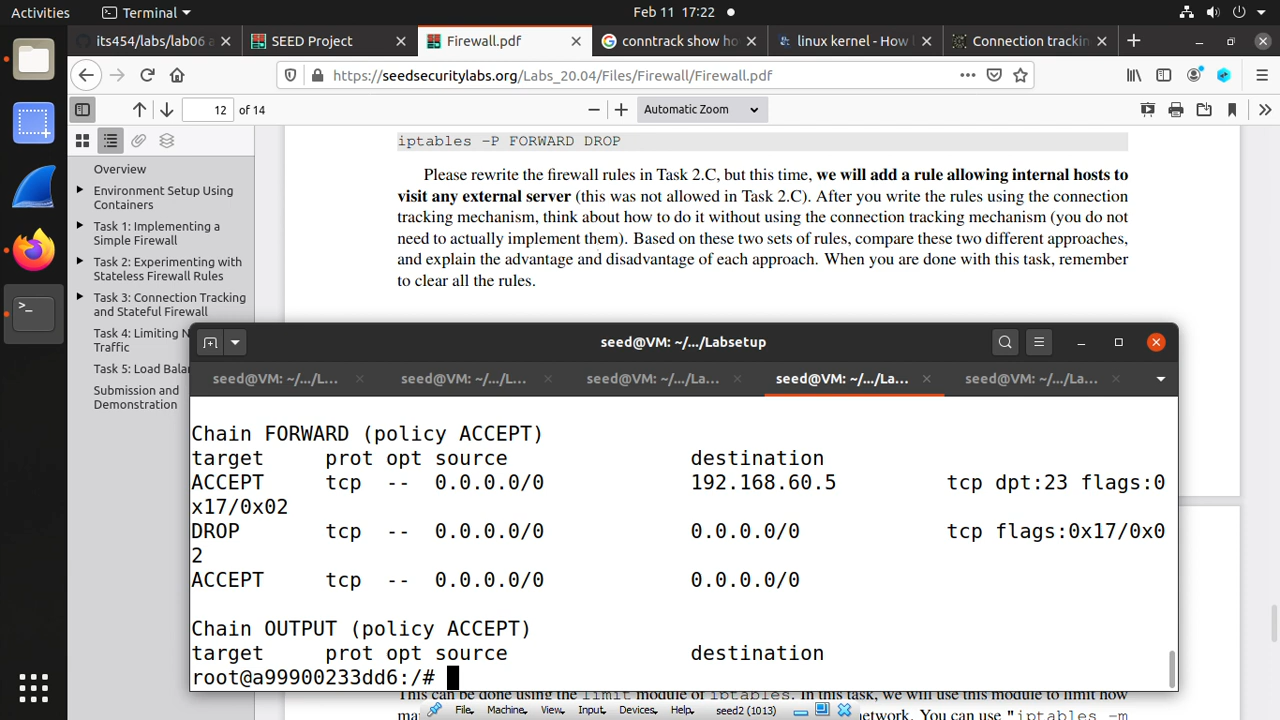 Activities
Terminal
Feb 11 17:22
its454/labs/lab06 a
SEED Project
Firewall.pdf
conntrack show ho
linux kernel - How
Connection trackin
https://seedsecuritylabs.org/Labs_20.04/Files/Firewall/Firewall.pdf
12 of 14
Automatic Zoom
Overview
Environment Setup Using
Containers
Task 1: Implementing a
Simple Firewall
Task 2: Experimenting with
Stateless Firewall Rules
Task 3: Connection Tracking
and Stateful Firewall
Task 4: Limiting N
Traffic
Task 5: Load Bala
Submission and
Demonstration
iptables -P FORWARD DROP
Please rewrite the firewall rules in Task 2.C, but this time, we will add a rule allowing internal hosts to
visit any external server (this was not allowed in Task 2.C). After you write the rules using the connection
tracking mechanism, think about how to do it without using the connection tracking mechanism (you do not
need to actually implement them). Based on these two sets of rules, compare these two different approaches,
and explain the advantage and disadvantage of each approach. When you are done with this task, remember
to clear all the rules.
seed@VM: ~/.../Labsetup
seed@VM: ~/.../L...
seed@VM: ~/.../L...
seed@VM: ~/.../La...
seed@VM: ~/.../La...
seed@VM: ~/.../La...
Chain FORWARD (policy ACCEPT)
target prot opt source destination
ACCEPT tcp -- 0.0.0.0/0 192.168.60.5 tcp dpt:23 flags:0
x17/0x02
DROP tcp -- 0.0.0.0/0 0.0.0.0/0 tcp flags:0x17/0x0
2
ACCEPT tcp -- 0.0.0.0/0 0.0.0.0/0
Chain OUTPUT (policy ACCEPT)
target prot opt source destination
root@a99900233dd6:/#
This can be done using the limit module of iptables. In this task, we will use this module to limit how
ma
File, Machine, View, Input, Devices, Help, seed2 (1013)
network. You can use "iptables -m